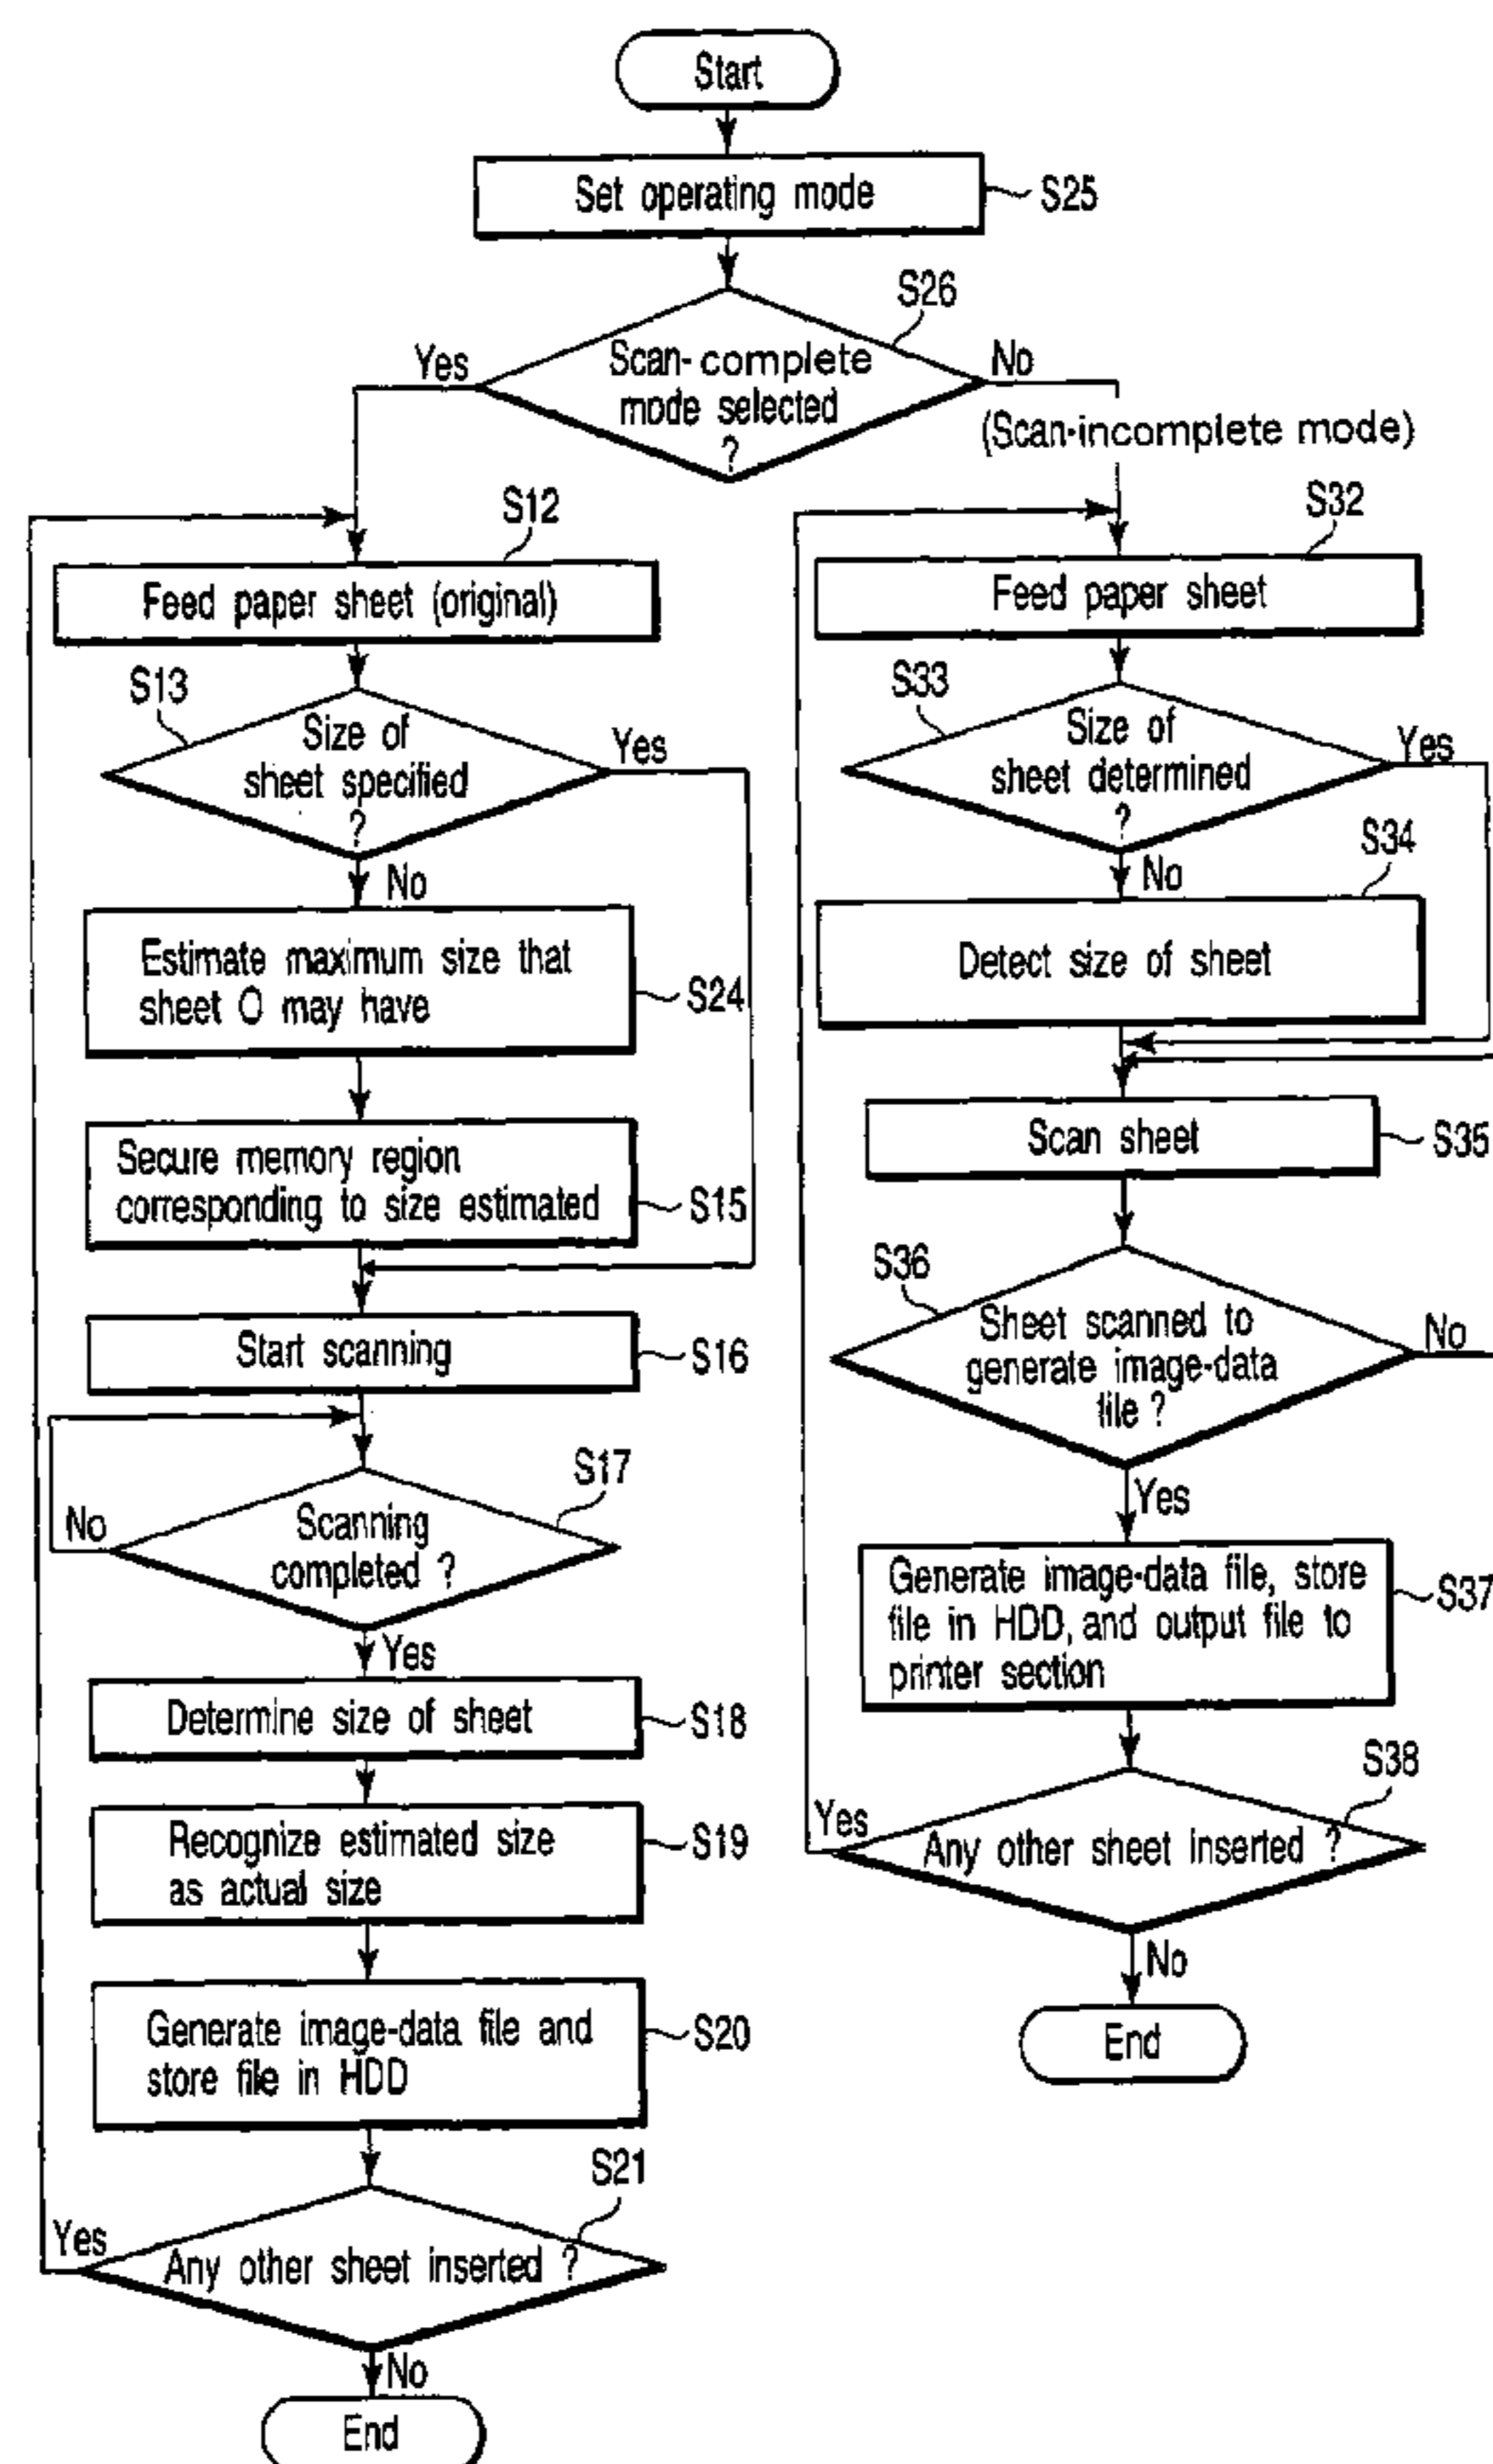 Start
Set operating mode
S25
S26
Scan-complete
mode selected
?
Yes
No
(Scan-incomplete mode)
S12
Feed paper sheet (original)
S13
Size of
sheet specified
?
Yes
No
Estimate maximum size that
sheet O may have
S24
Secure memory region
corresponding to size estimated
S15
Start scanning
S16
S17
Scanning
completed ?
No
Yes
Determine size of sheet
S18
Recognize estimated size
as actual size
S19
Generate image-data file and
store file in HDD
S20
S21
Any other sheet inserted ?
Yes
No
End
S32
Feed paper sheet
S33
Size of
sheet determined
?
Yes
No
S34
Detect size of sheet
Scan sheet
S35
S36
Sheet scanned to
generate image-data
file ?
No
Yes
Generate image-data file, store
file in HDD, and output file to
printer section
S37
S38
Any other sheet inserted ?
Yes
No
End